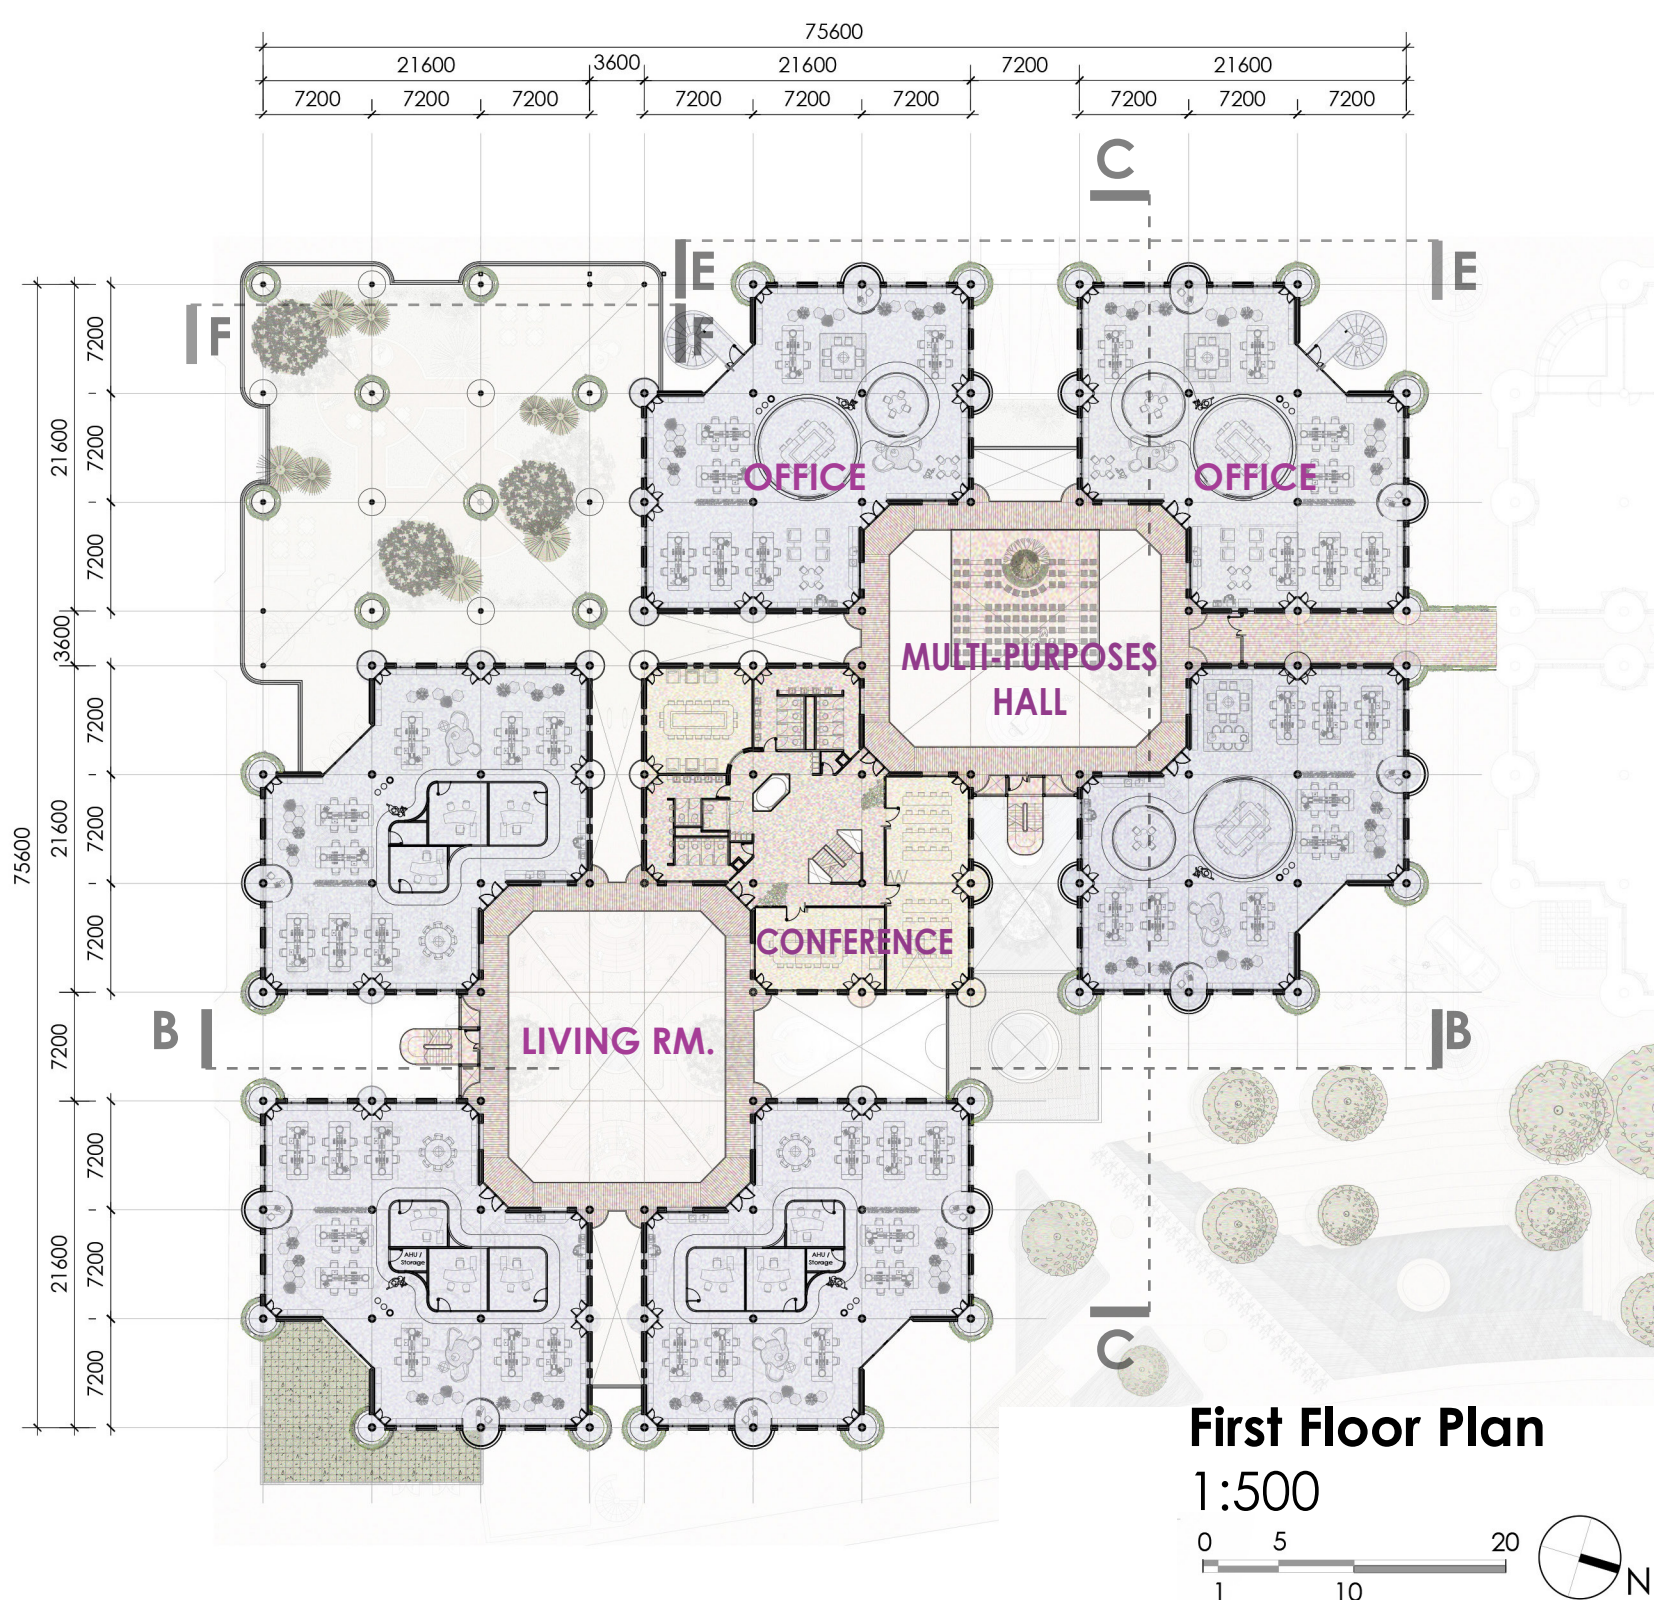 75600
21600 3600 21600 7200 21600
7200 7200 7200 7200 7200 7200 7200 7200 7200
C
E E
F F
7200
7200
7200
21600
3600
7200
7200
7200
21600
75600
7200
7200
7200
7200
21600
OFFICE OFFICE
MULTI-PURPOSES
HALL
CONFERENCE
B B
LIVING RM.
AHU /
Storage
AHU /
Storage
C
First Floor Plan
1:500
0 5 20
1 10
N